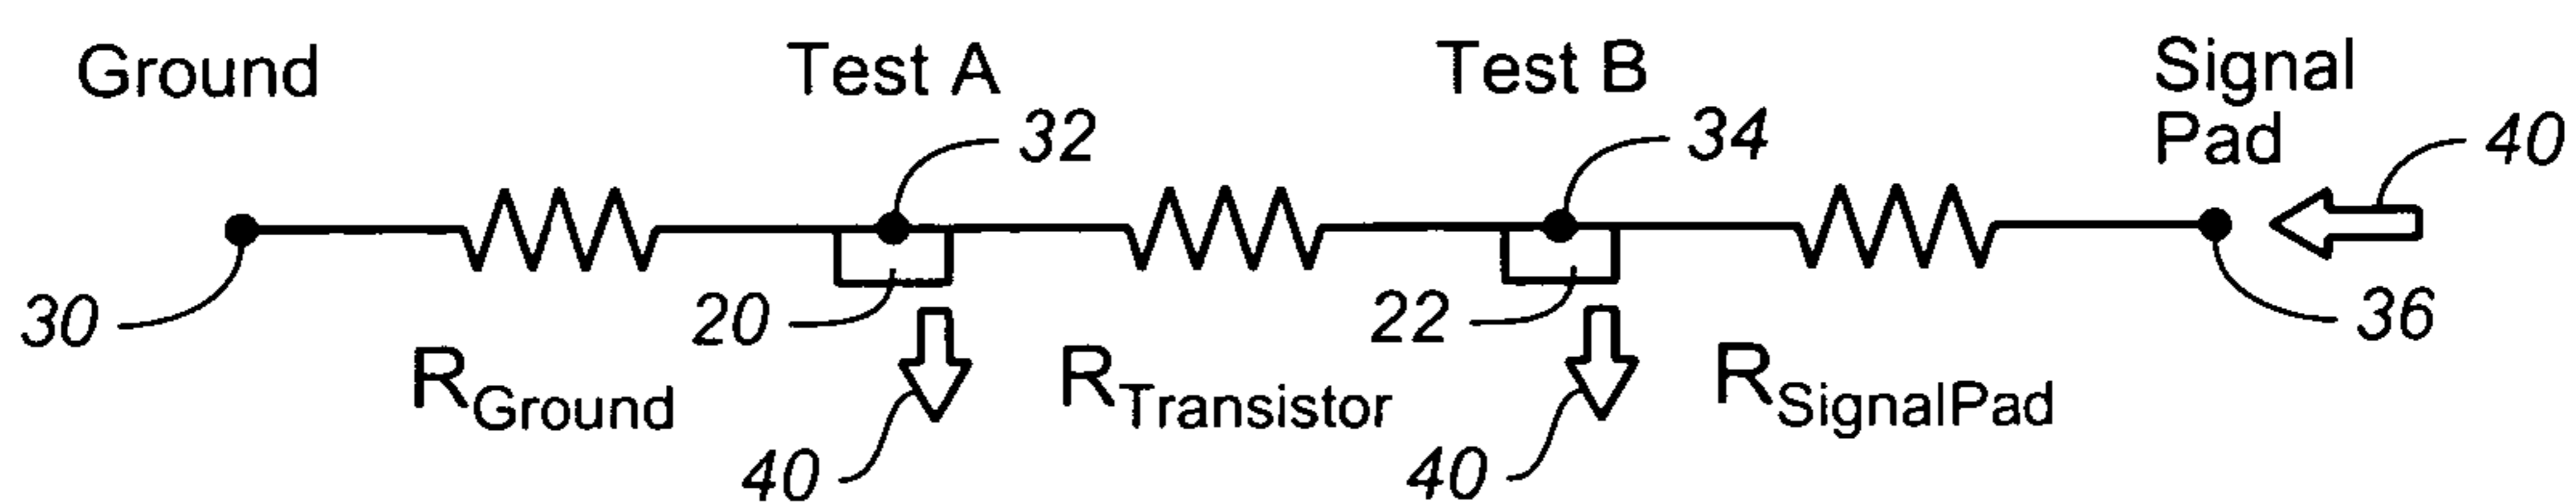 Ground
Test A
Test B
Signal
Pad
32
34
40
30
20
22
36
R_Ground
R_Transistor
R_SignalPad
40
40